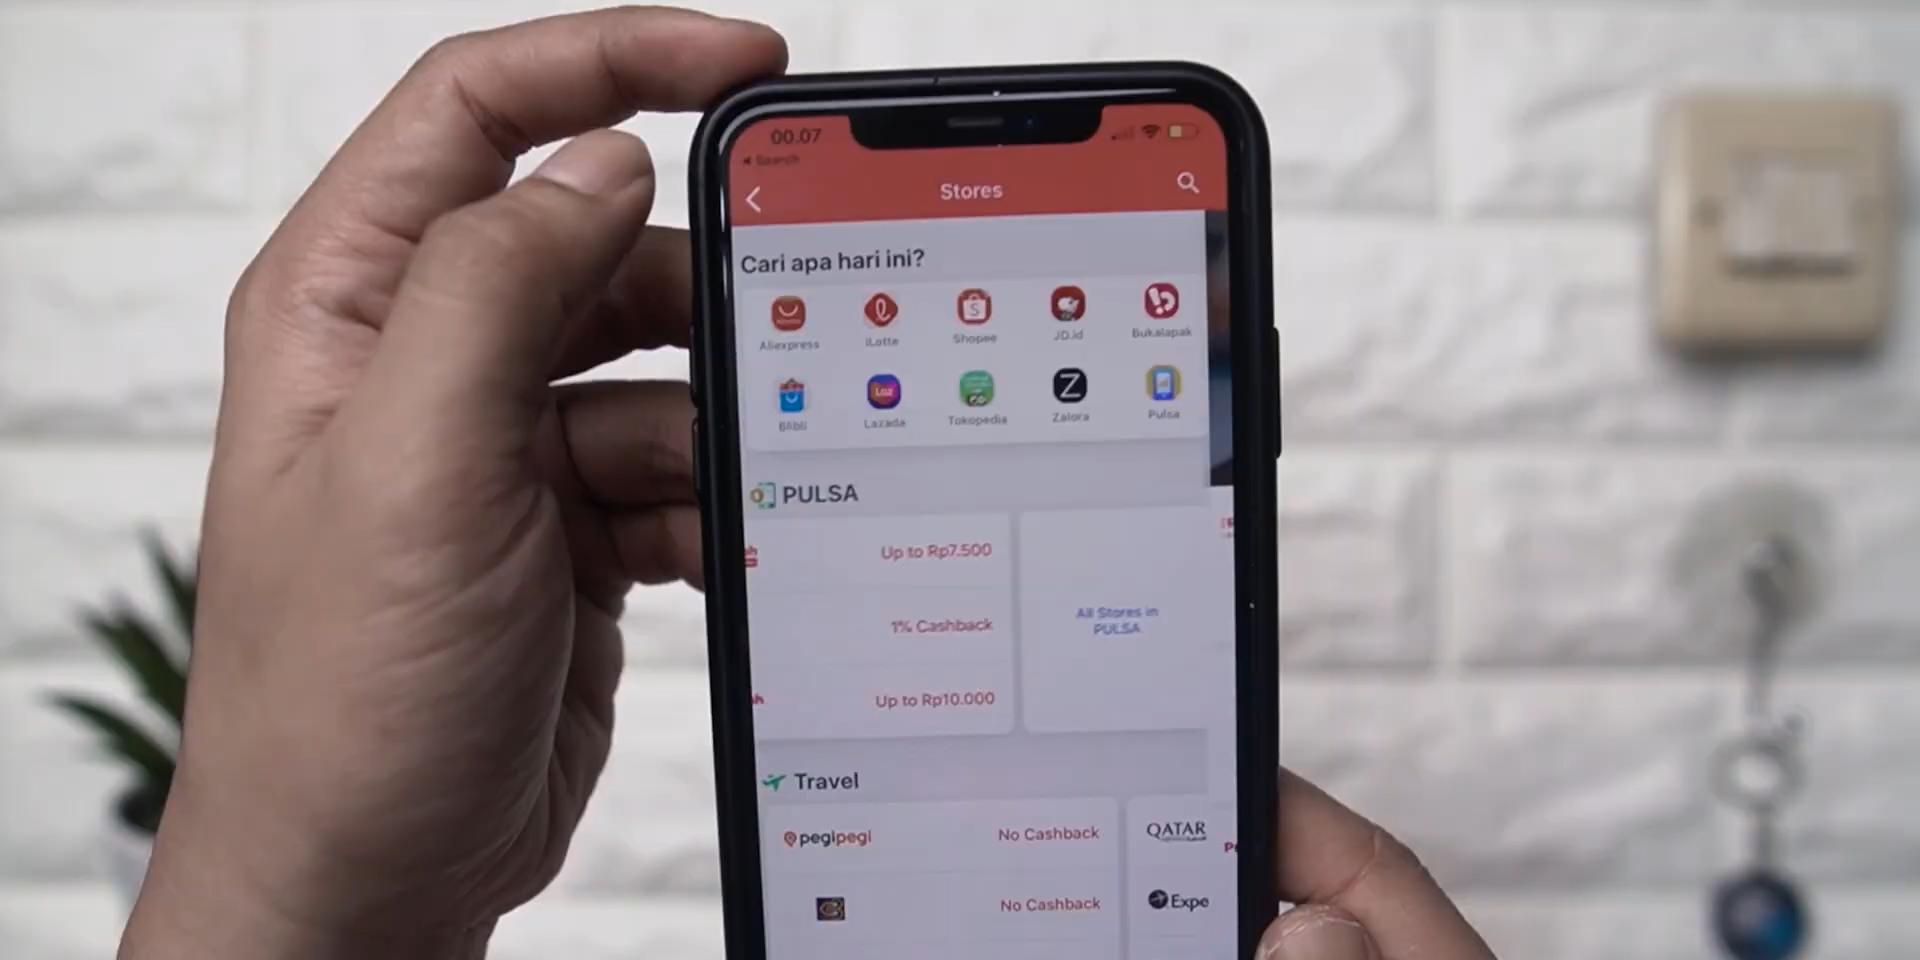 00.07
Search
Stores
Cari apa hari ini?
Aliexpress
iLotte
Shopee
JD.id
Bukalapak
Blibli
Lazada
Tokopedia
Zalora
Pulsa
PULSA
Up to Rp7.500
1% Cashback
Up to Rp10.000
All Stores in
PULSA
Travel
pegipegi
No Cashback
QATAR
No Cashback
Expe